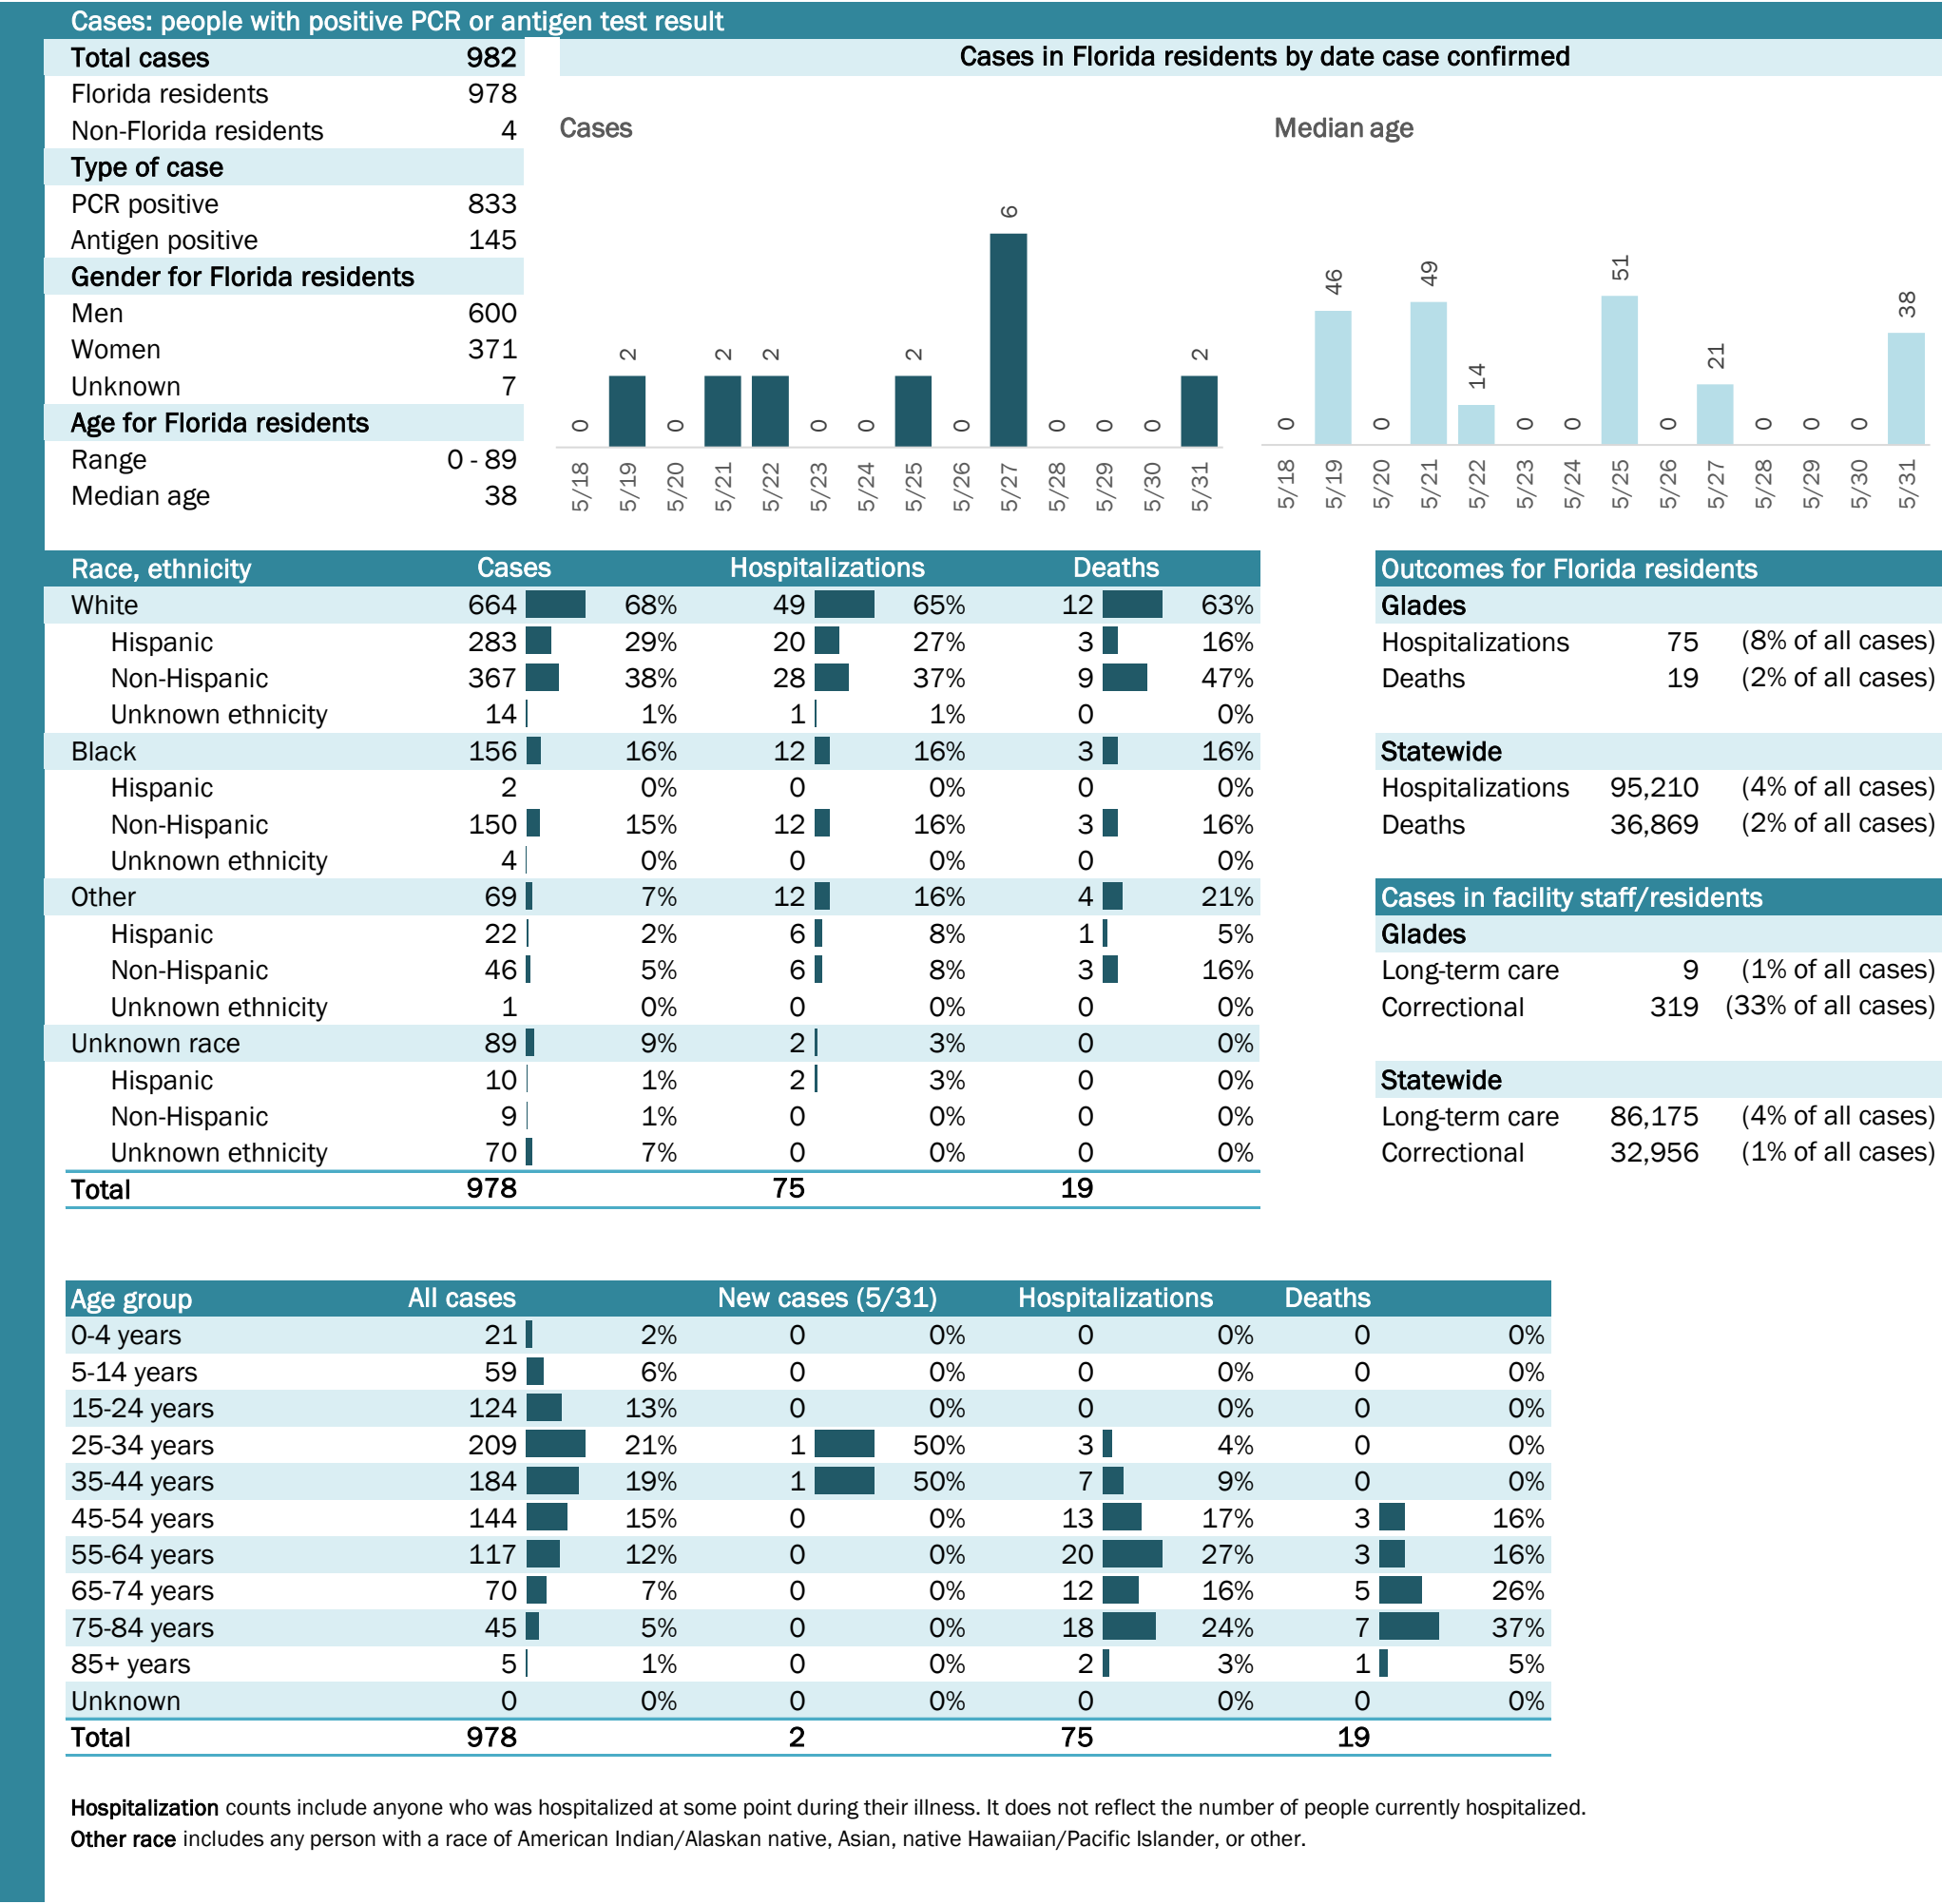 Cases: people with positive PCR or antigen test result
Total cases 982
Florida residents 978
Non-Florida residents 4
Type of case
PCR positive 833
Antigen positive 145
Gender for Florida residents
Men 600
Women 371
Unknown 7
Age for Florida residents
Range 0 - 89
Median age 38
Cases in Florida residents by date case confirmed
Cases
0 2 0 2 2 0 0 2 0 6 0 0 0 2
5/18 5/19 5/20 5/21 5/22 5/23 5/24 5/25 5/26 5/27 5/28 5/29 5/30 5/31
Median age
0 46 0 49 14 0 0 51 0 21 0 0 0 38
5/18 5/19 5/20 5/21 5/22 5/23 5/24 5/25 5/26 5/27 5/28 5/29 5/30 5/31
Race, ethnicity Cases Hospitalizations Deaths
White 664 68% 49 65% 12 63%
Hispanic 283 29% 20 27% 3 16%
Non-Hispanic 367 38% 28 37% 9 47%
Unknown ethnicity 14 1% 1 1% 0 0%
Black 156 16% 12 16% 3 16%
Hispanic 2 0% 0 0% 0 0%
Non-Hispanic 150 15% 12 16% 3 16%
Unknown ethnicity 4 0% 0 0% 0 0%
Other 69 7% 12 16% 4 21%
Hispanic 22 2% 6 8% 1 5%
Non-Hispanic 46 5% 6 8% 3 16%
Unknown ethnicity 1 0% 0 0% 0 0%
Unknown race 89 9% 2 3% 0 0%
Hispanic 10 1% 2 3% 0 0%
Non-Hispanic 9 1% 0 0% 0 0%
Unknown ethnicity 70 7% 0 0% 0 0%
Total 978 75 19
Outcomes for Florida residents
Glades
Hospitalizations 75 (8% of all cases)
Deaths 19 (2% of all cases)
Statewide
Hospitalizations 95,210 (4% of all cases)
Deaths 36,869 (2% of all cases)
Cases in facility staff/residents
Glades
Long-term care 9 (1% of all cases)
Correctional 319 (33% of all cases)
Statewide
Long-term care 86,175 (4% of all cases)
Correctional 32,956 (1% of all cases)
Age group All cases New cases (5/31) Hospitalizations Deaths
0-4 years 21 2% 0 0% 0 0% 0 0%
5-14 years 59 6% 0 0% 0 0% 0 0%
15-24 years 124 13% 0 0% 0 0% 0 0%
25-34 years 209 21% 1 50% 3 4% 0 0%
35-44 years 184 19% 1 50% 7 9% 0 0%
45-54 years 144 15% 0 0% 13 17% 3 16%
55-64 years 117 12% 0 0% 20 27% 3 16%
65-74 years 70 7% 0 0% 12 16% 5 26%
75-84 years 45 5% 0 0% 18 24% 7 37%
85+ years 5 1% 0 0% 2 3% 1 5%
Unknown 0 0% 0 0% 0 0% 0 0%
Total 978 2 75 19
Hospitalization counts include anyone who was hospitalized at some point during their illness. It does not reflect the number of people currently hospitalized.
Other race includes any person with a race of American Indian/Alaskan native, Asian, native Hawaiian/Pacific Islander, or other.